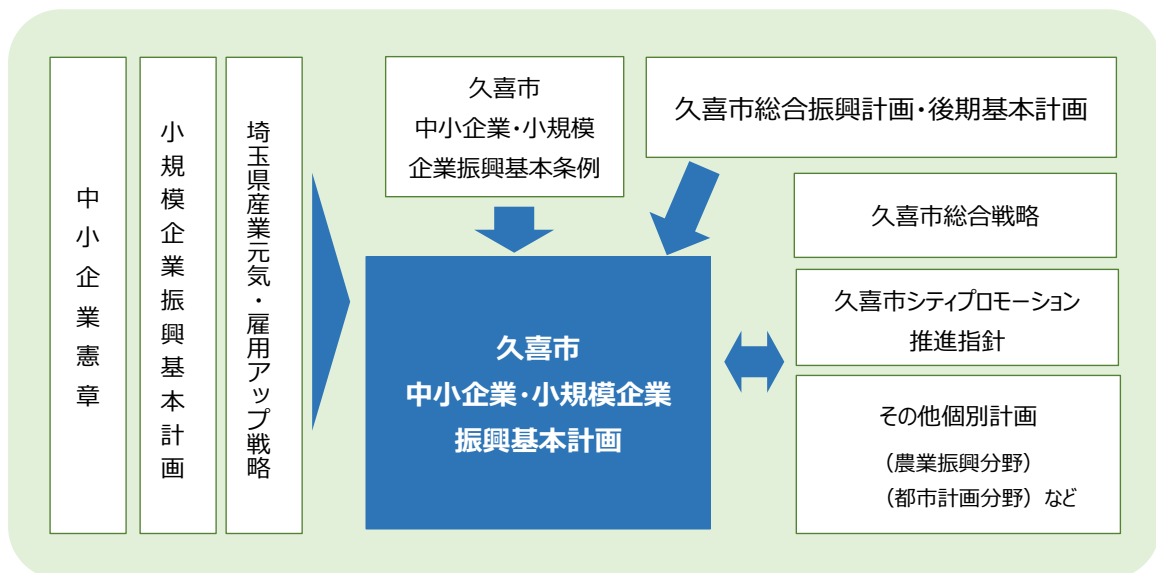 中小企業憲章
小規模企業振興基本計画
埼玉県産業元気・雇用アップ戦略
久喜市
中小企業・小規模
企業振興基本条例
久喜市総合振興計画・後期基本計画
久喜市総合戦略
久喜市シティプロモーション
推進指針
その他個別計画
（農業振興分野）
（都市計画分野）など
久喜市
中小企業・小規模企業
振興基本計画